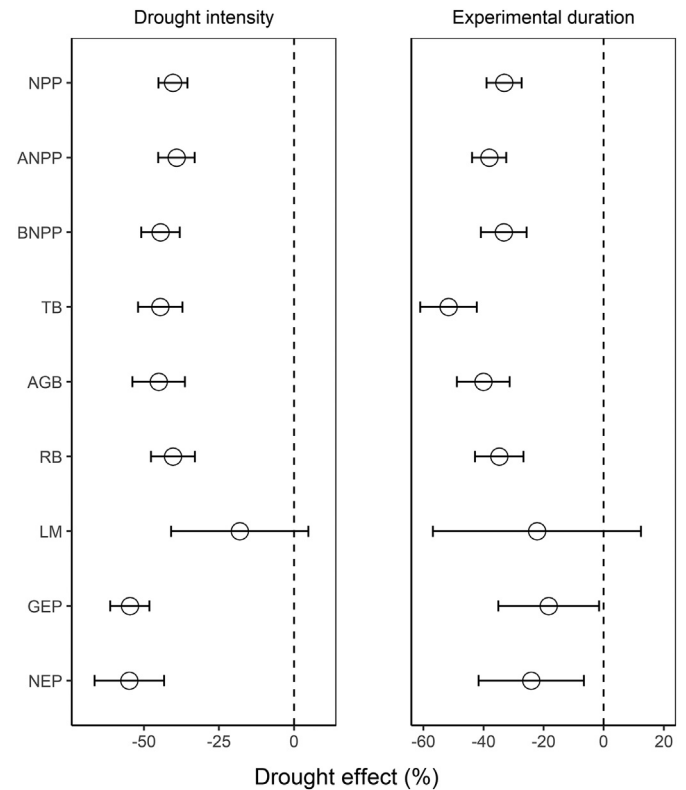 Drought intensity
Experimental duration
NPP
ANPP
BNPP
TB
AGB
RB
LM
GEP
NEP
-50 -25 0
-60 -40 -20 0 20
Drought effect (%)